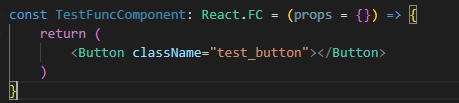 const TestFuncComponent: React.FC = (props = {}) => {
    return (
        <Button className="test_button"></Button>
    )
}